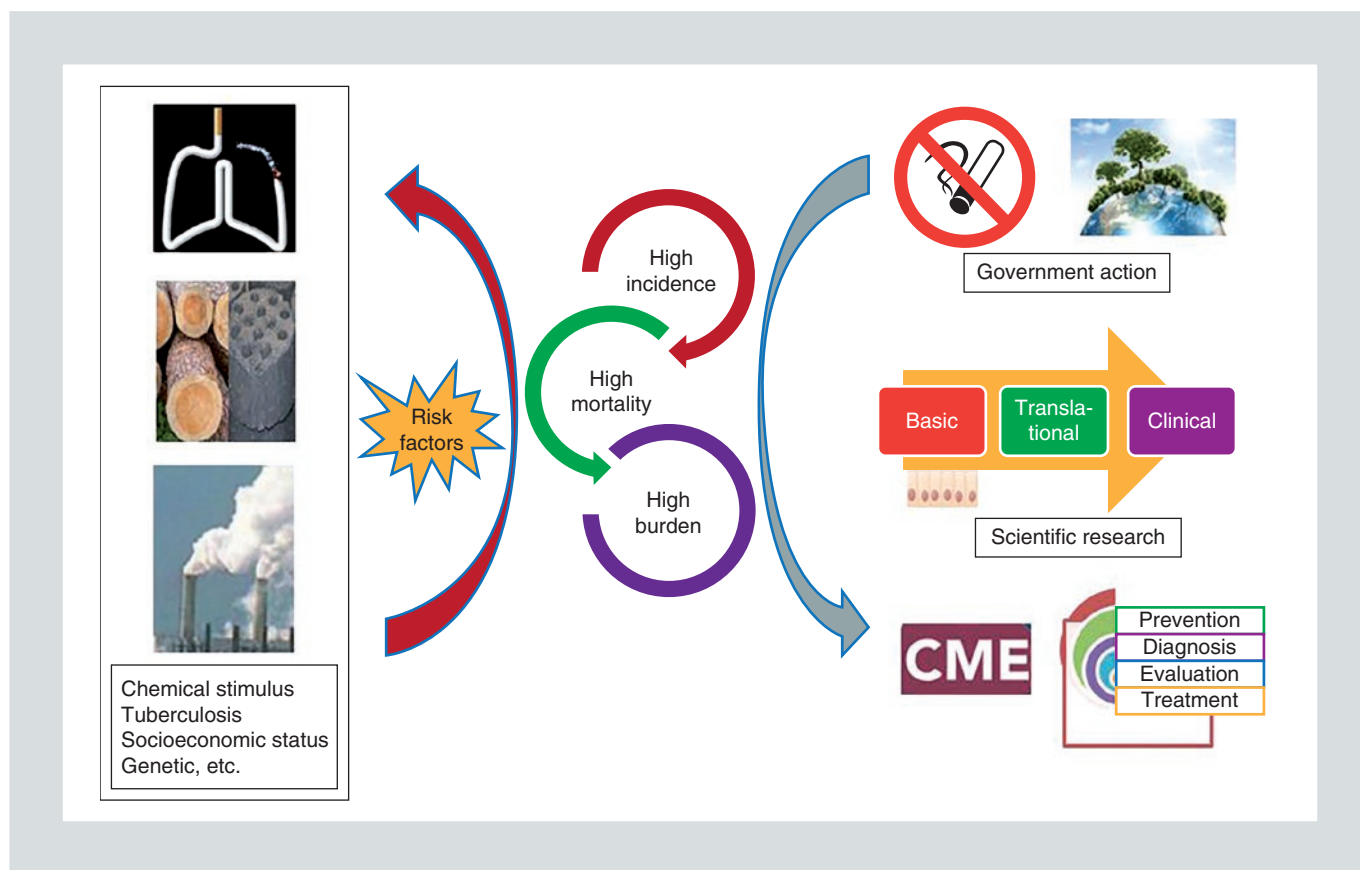 Chemical stimulus
Tuberculosis
Socioeconomic status
Genetic, etc.
Risk
factors
High
incidence
High
mortality
High
burden
Government action
Basic
Transla-
tional
Clinical
Scientific research
CME
Prevention
Diagnosis
Evaluation
Treatment